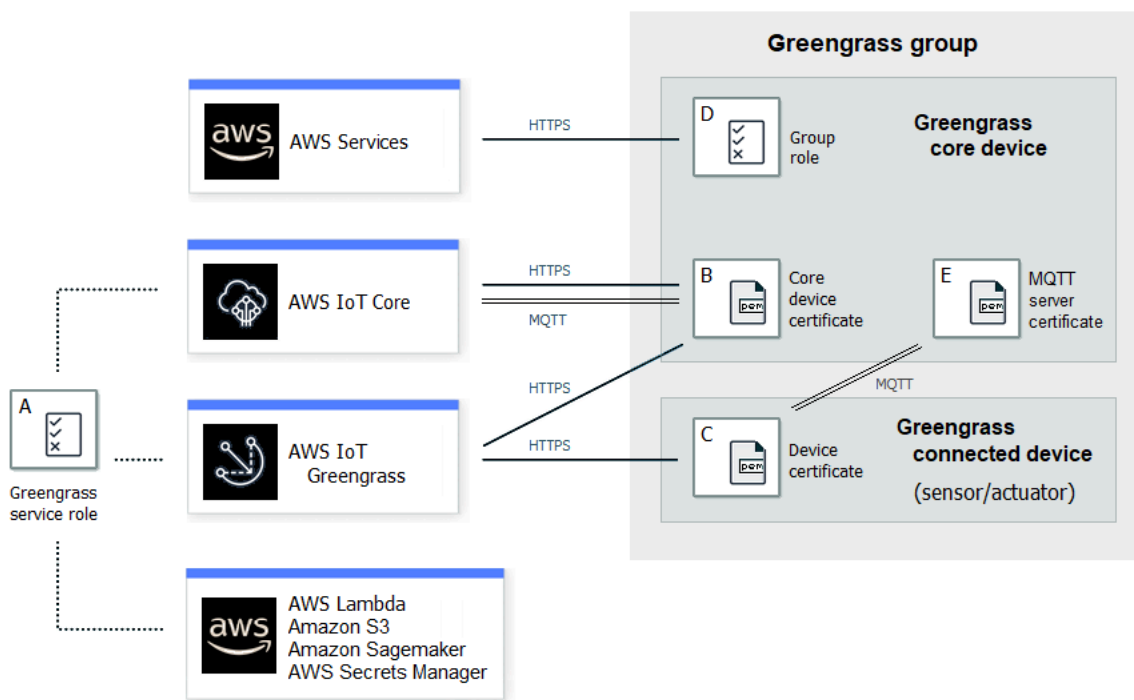 Greengrass group
aws
AWS Services
HTTPS
D
Group
role
Greengrass
core device
AWS IoT Core
HTTPS
MQTT
B
pem
Core
device
certificate
E
pem
MQTT
server
certificate
HTTPS
MQTT
A
Greengrass
service role
AWS IoT
Greengrass
HTTPS
C
pem
Device
certificate
Greengrass
connected device
(sensor/actuator)
aws
AWS Lambda
Amazon S3
Amazon Sagemaker
AWS Secrets Manager